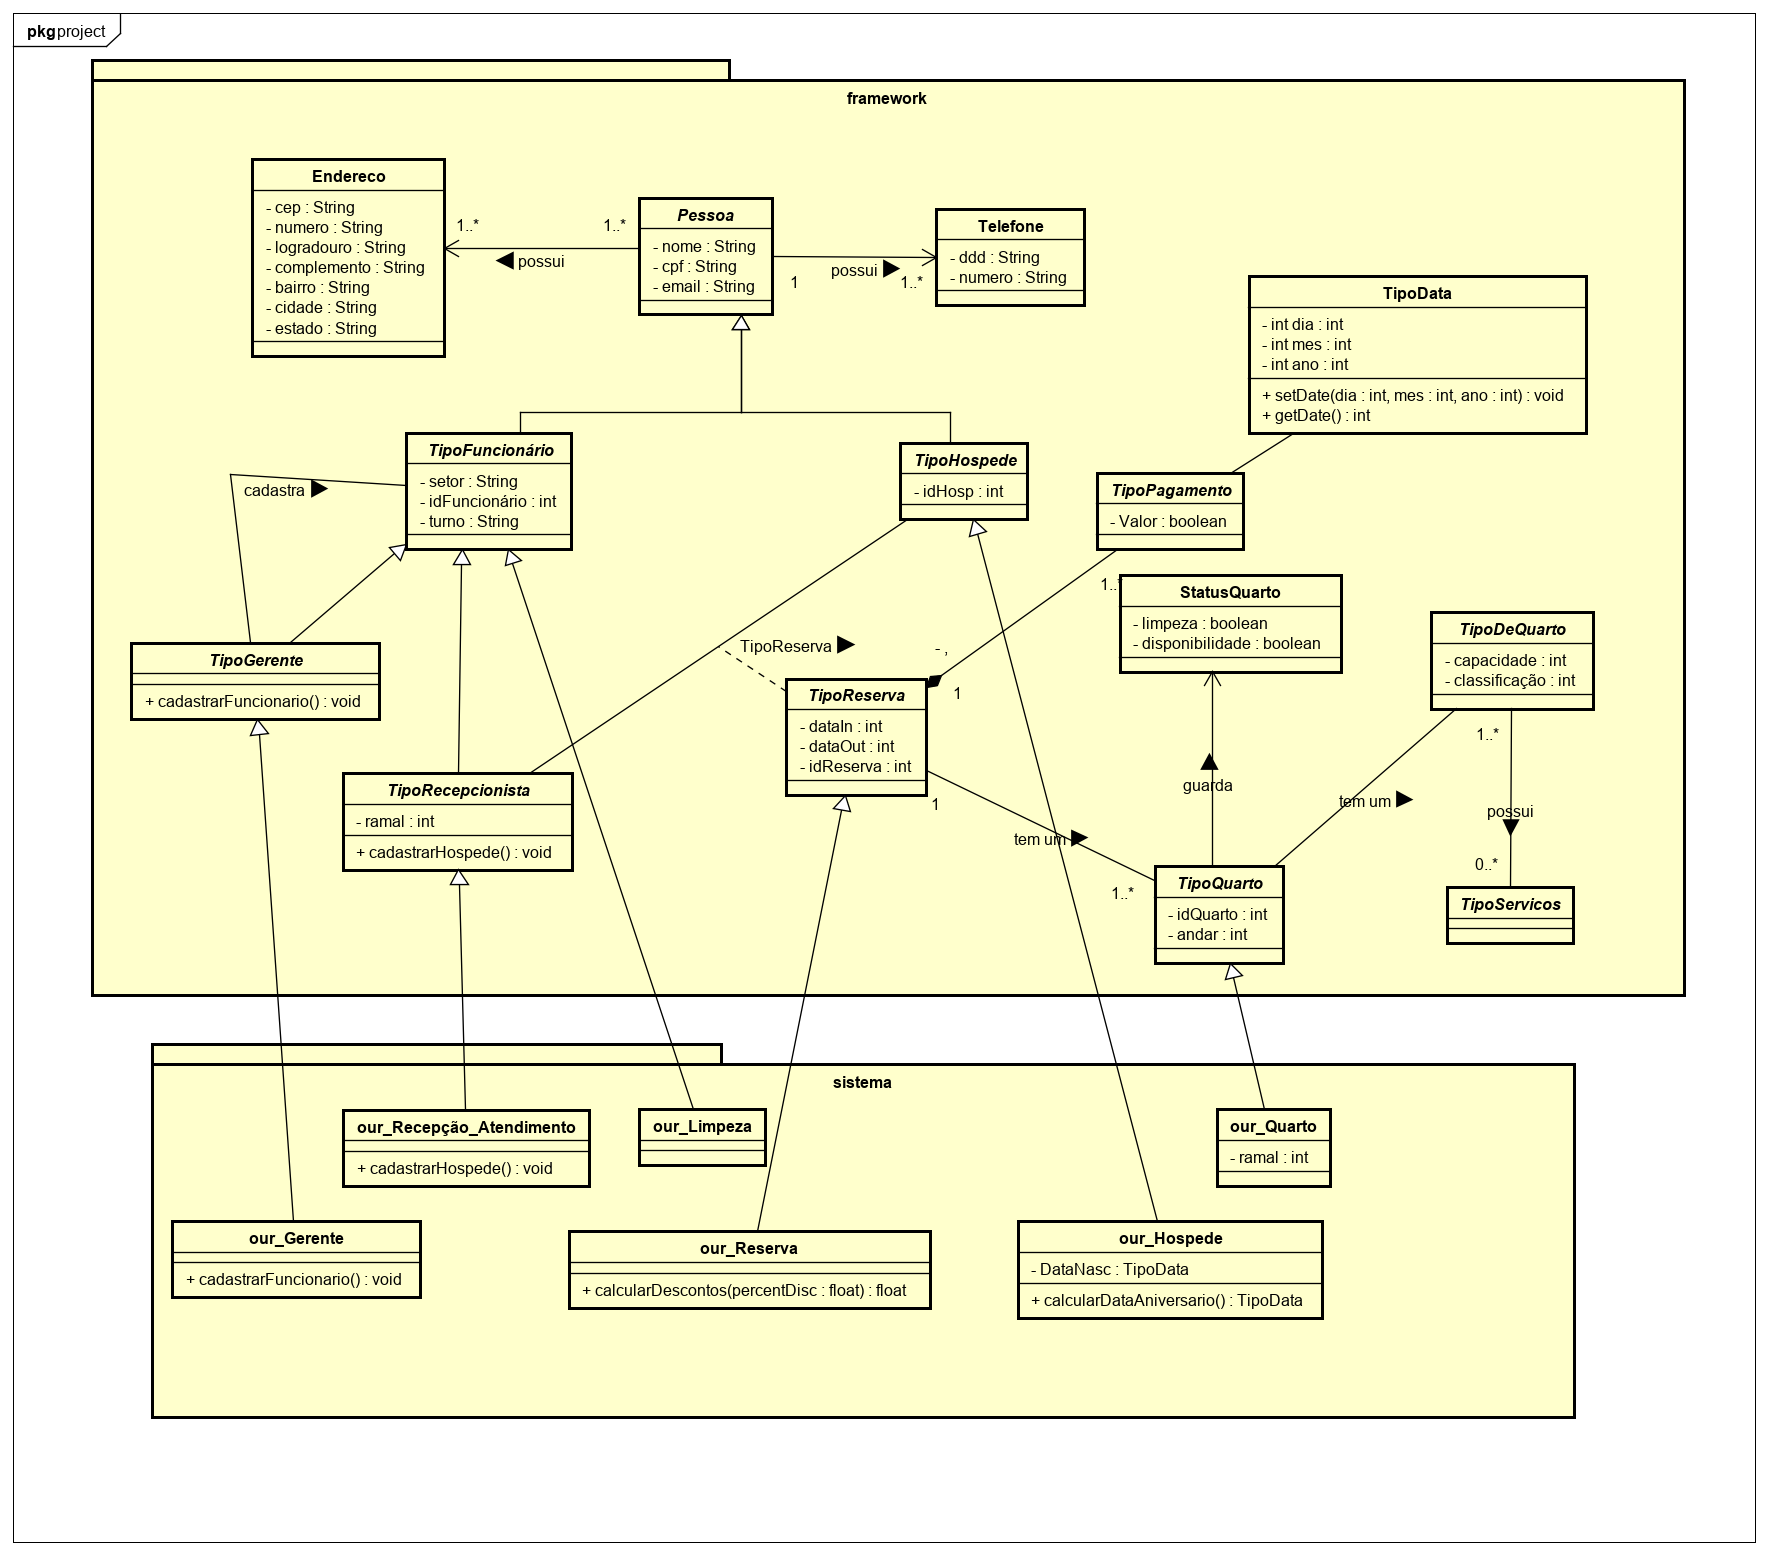 pkg project
framework
Endereco
- cep : String
- numero : String
- logradouro : String
- complemento : String
- bairro : String
- cidade : String
- estado : String
1..*
1..*
possui
Pessoa
- nome : String
- cpf : String
- email : String
1
possui
1..*
Telefone
- ddd : String
- numero : String
TipoData
- int dia : int
- int mes : int
- int ano : int
+ setDate(dia : int, mes : int, ano : int) : void
+ getDate() : int
cadastra
TipoFuncionário
- setor : String
- idFuncionário : int
- turno : String
TipoHospede
- idHosp : int
TipoPagamento
- Valor : boolean
1..*
StatusQuarto
- limpeza : boolean
- disponibilidade : boolean
TipoDeQuarto
- capacidade : int
- classificação : int
TipoGerente
+ cadastrarFuncionario() : void
TipoReserva
- ,
1
TipoReserva
- dataIn : int
- dataOut : int
- idReserva : int
1
tem um
1..*
guarda
tem um
1..*
possui
0..*
TipoRecepcionista
- ramal : int
+ cadastrarHospede() : void
TipoQuarto
- idQuarto : int
- andar : int
TipoServicos
sistema
our_Recepção_Atendimento
+ cadastrarHospede() : void
our_Limpeza
our_Quarto
- ramal : int
our_Gerente
+ cadastrarFuncionario() : void
our_Reserva
+ calcularDescontos(percentDisc : float) : float
our_Hospede
- DataNasc : TipoData
+ calcularDataAniversario() : TipoData